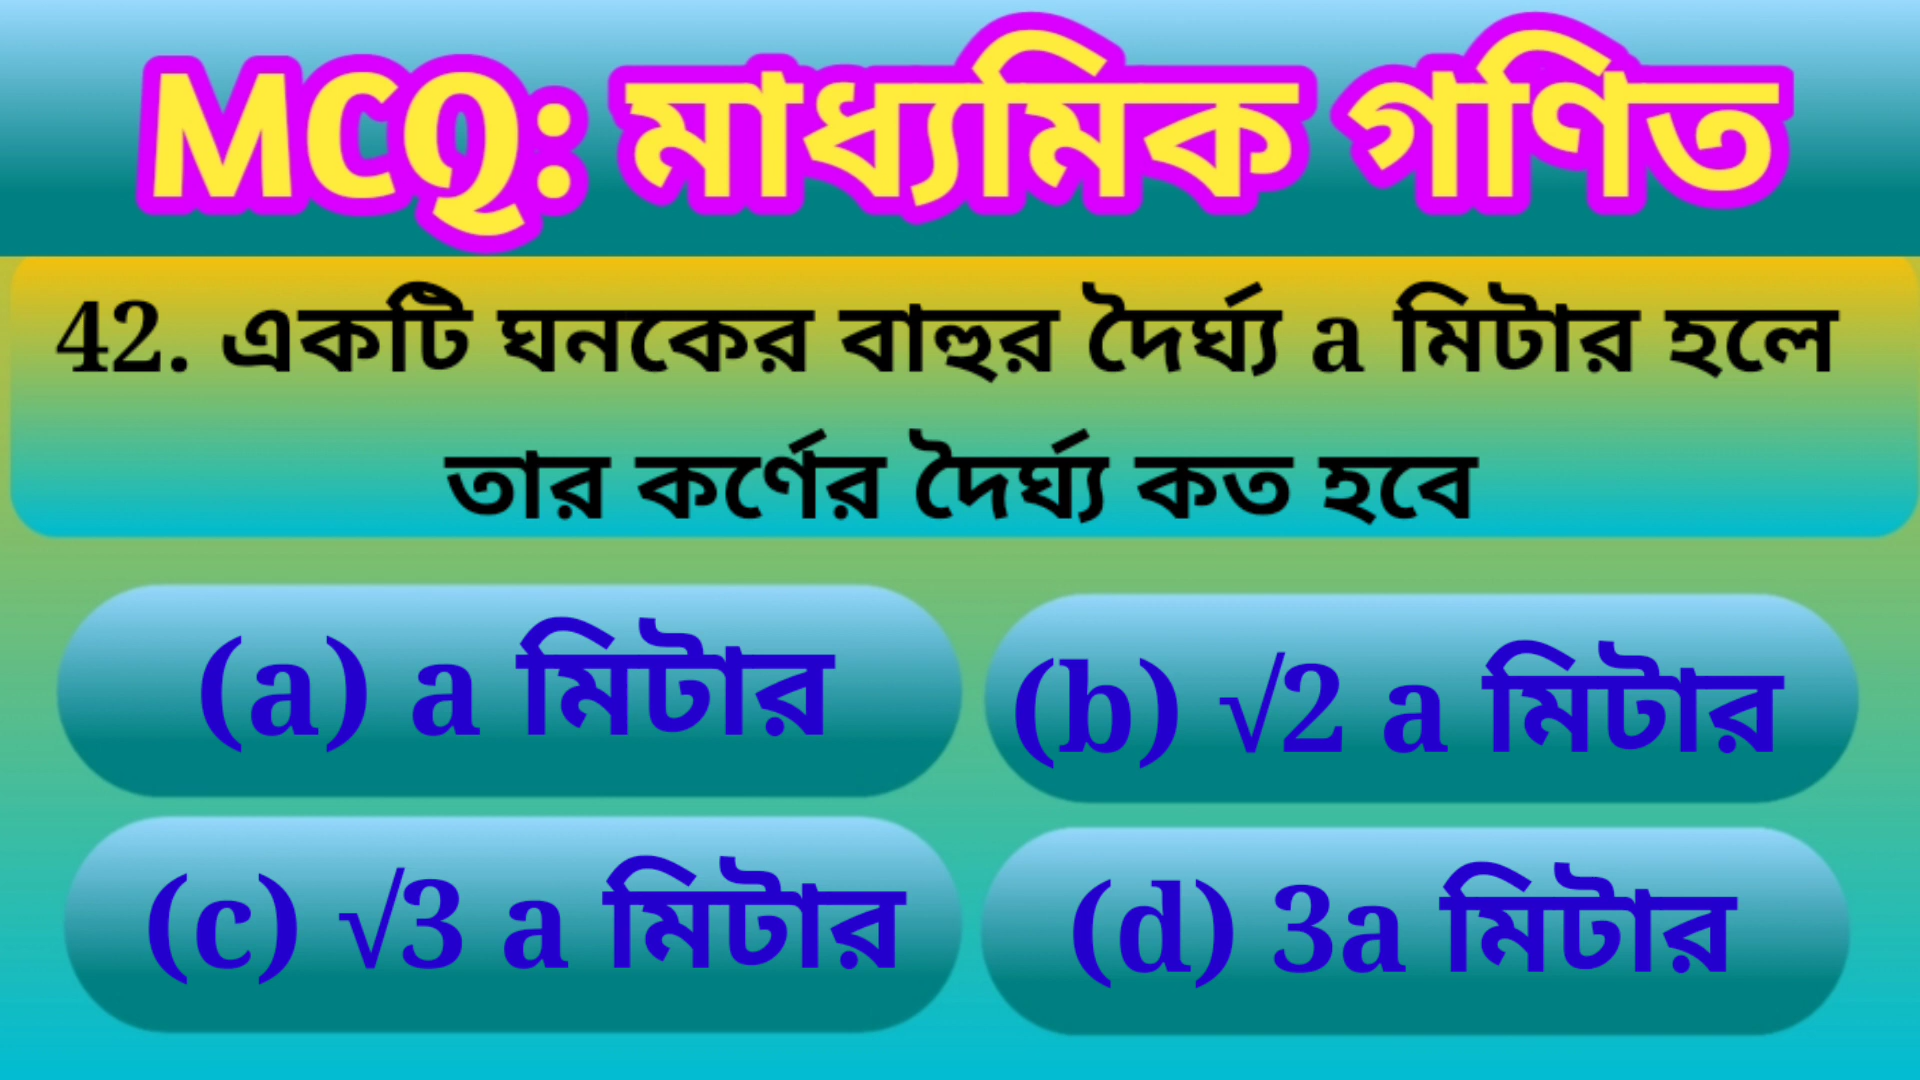 MCQ: মাধ্যমিক গণিত
42. একটি ঘনকের বাহুর দৈর্ঘ্য a মিটার হলে
তার কর্ণের দৈর্ঘ্য কত হবে
(a) a মিটার
(b) √2 a মিটার
(c) √3 a মিটার
(d) 3a মিটার